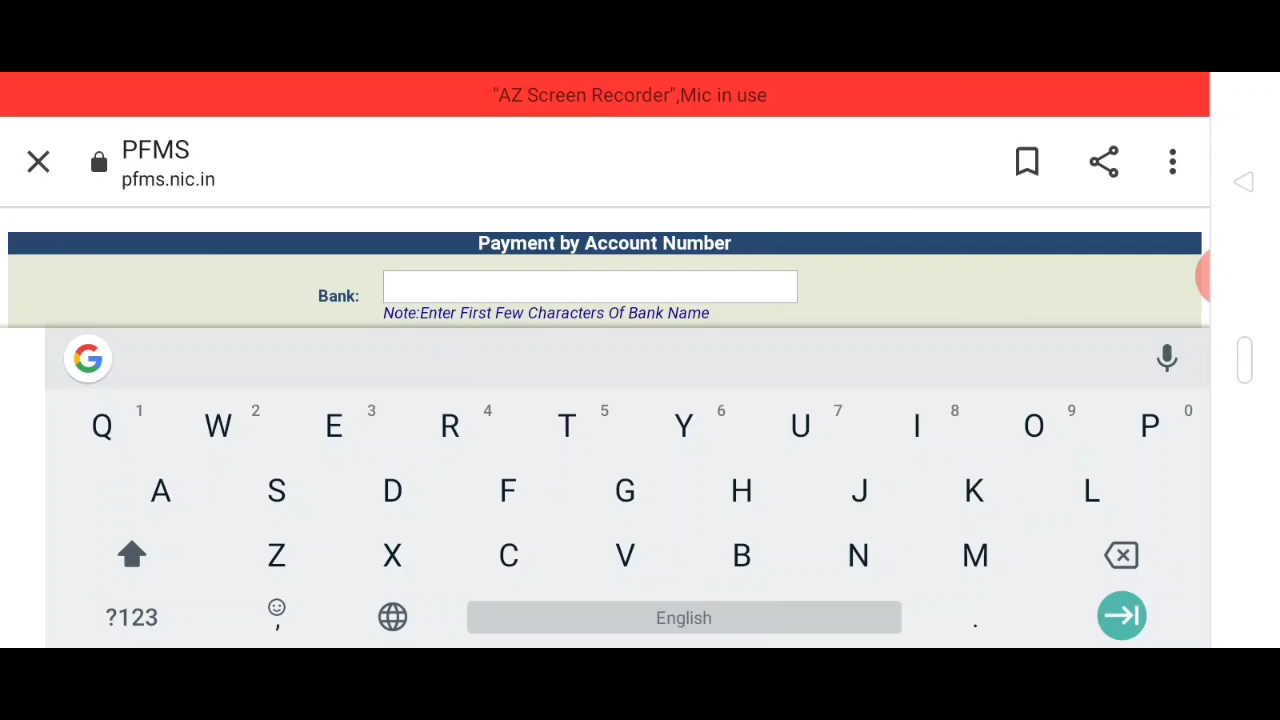 "AZ Screen Recorder",Mic in use
PFMS
pfms.nic.in
Payment by Account Number
Bank:
Note:Enter First Few Characters Of Bank Name
G
Q 1 W 2 E 3 R 4 T 5 Y 6 U 7 I 8 O 9 P 0
A S D F G H J K L
Z X C V B N M
?123 , English .